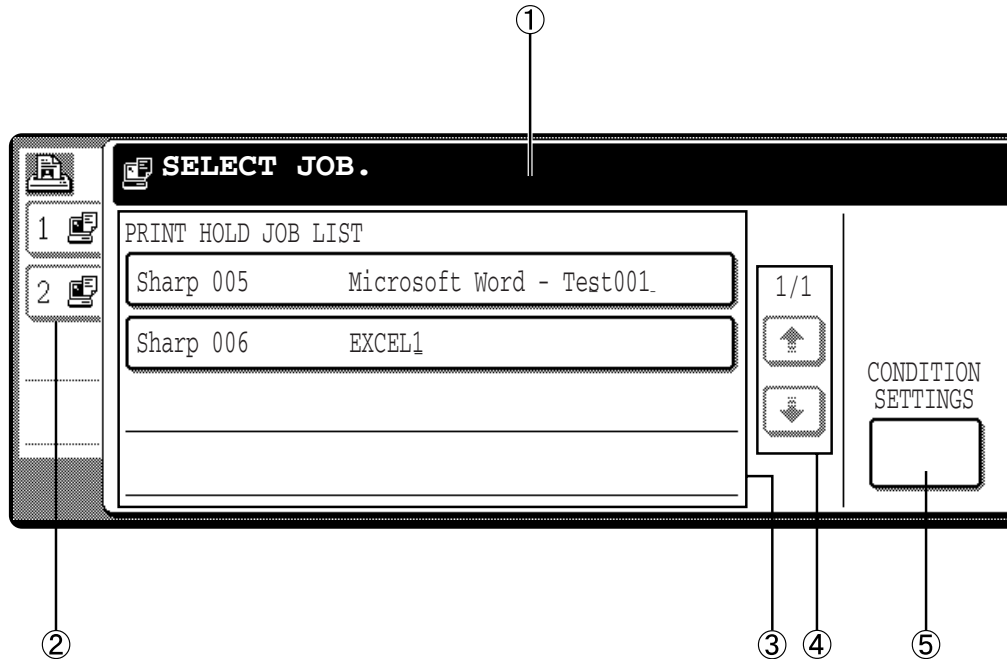 ①
SELECT JOB.
1
PRINT HOLD JOB LIST
2
Sharp 005 Microsoft Word - Test001
1/1
Sharp 006 EXCEL1
CONDITION
SETTINGS
② ③ ④ ⑤